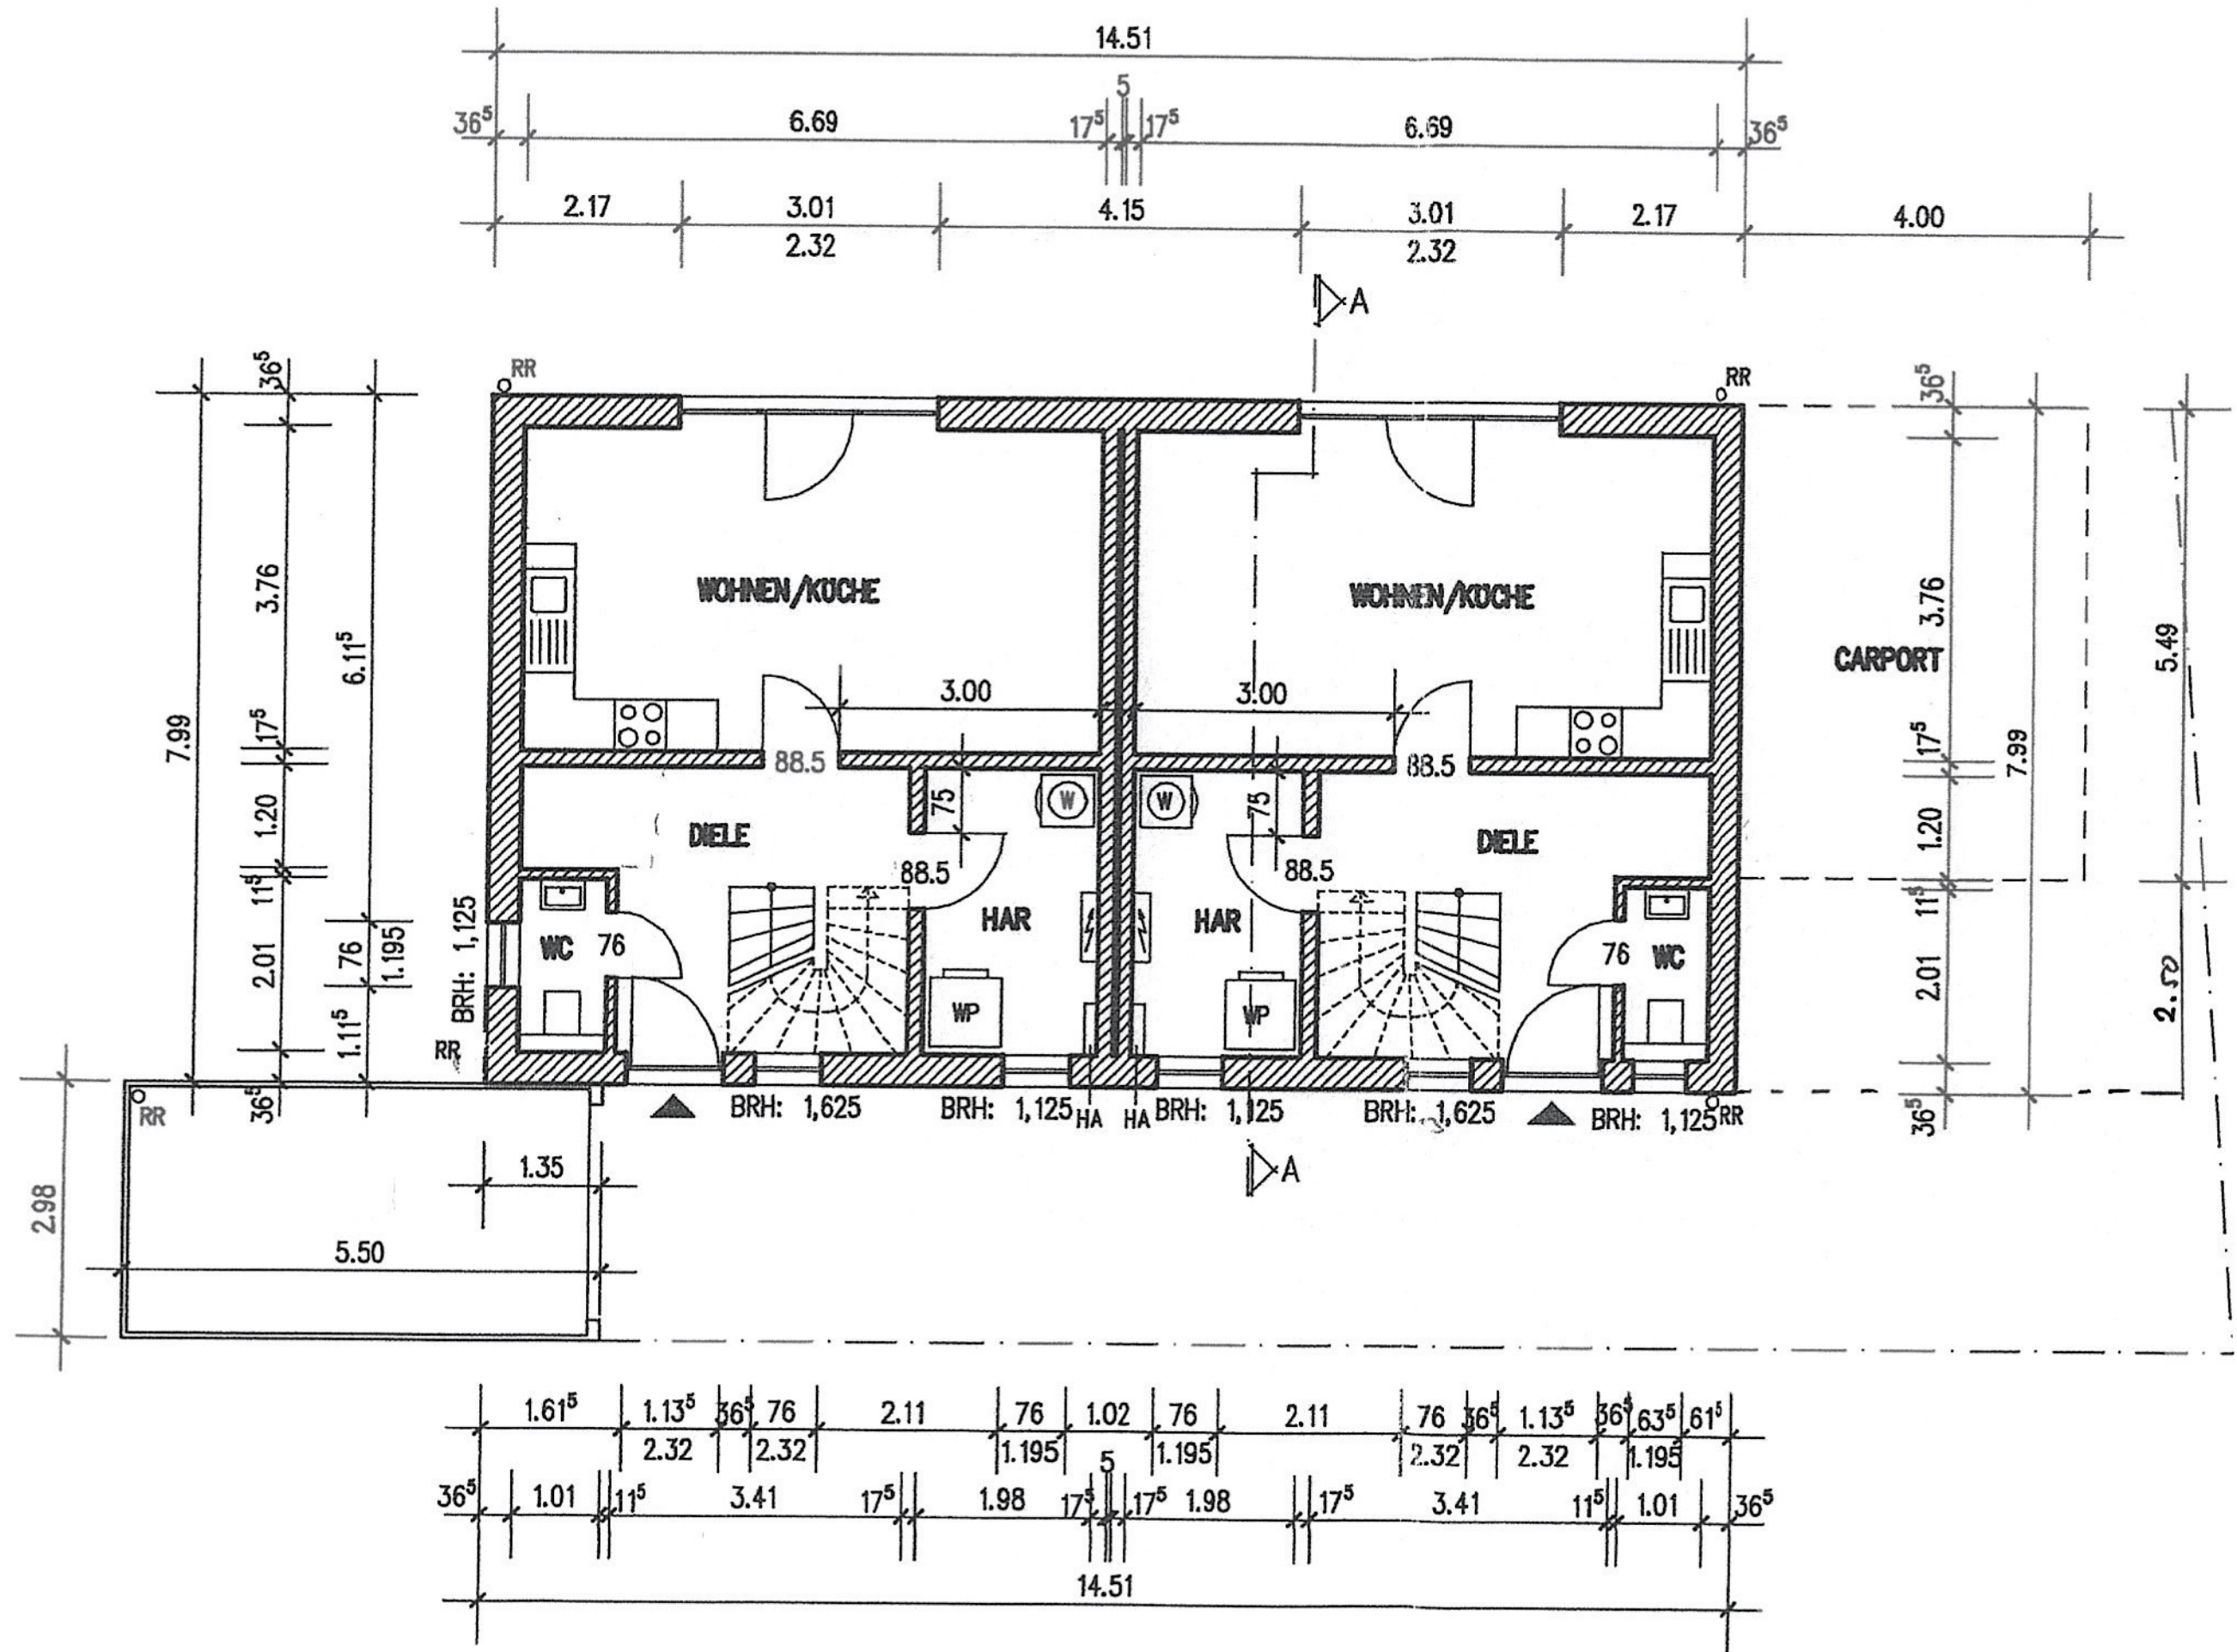 14.51
36⁵ 6.69 17⁵ 5 17⁵ 6.69 36⁵
2.17 3.01 4.15 3.01 2.17 4.00
2.32 2.32
A
RR RR
36⁵ 3.76 17⁵ 1.20 11⁵ 2.01 36⁵
7.99
6.11⁵ 76 1.11⁵
1.195
BRH: 1,125
WOHNEN/KÜCHE WOHNEN/KÜCHE
3.00 3.00
88.5 88.5
CARPORT
36⁵ 3.76 17⁵ 1.20 11⁵ 2.01 36⁵
7.99
5.49
2.50
75 W W 75
DIELE DIELE
88.5 88.5
HAR HAR
WC 76 76 WC
WP WP
RR
RR
BRH: 1,625 BRH: 1,125 HA HA BRH: 1,125 BRH: 1,625 BRH: 1,125 RR
A
1.35
2.98
5.50
1.61⁵ 1.13⁵ 36⁵ 76 2.11 76 1.02 76 2.11 76 36⁵ 1.13⁵ 36⁵ 63⁵ 61⁵
2.32 2.32 1.195 1.195 2.32 2.32 1.195
36⁵ 1.01 11⁵ 3.41 17⁵ 1.98 17⁵ 5 17⁵ 1.98 17⁵ 3.41 11⁵ 1.01 36⁵
14.51